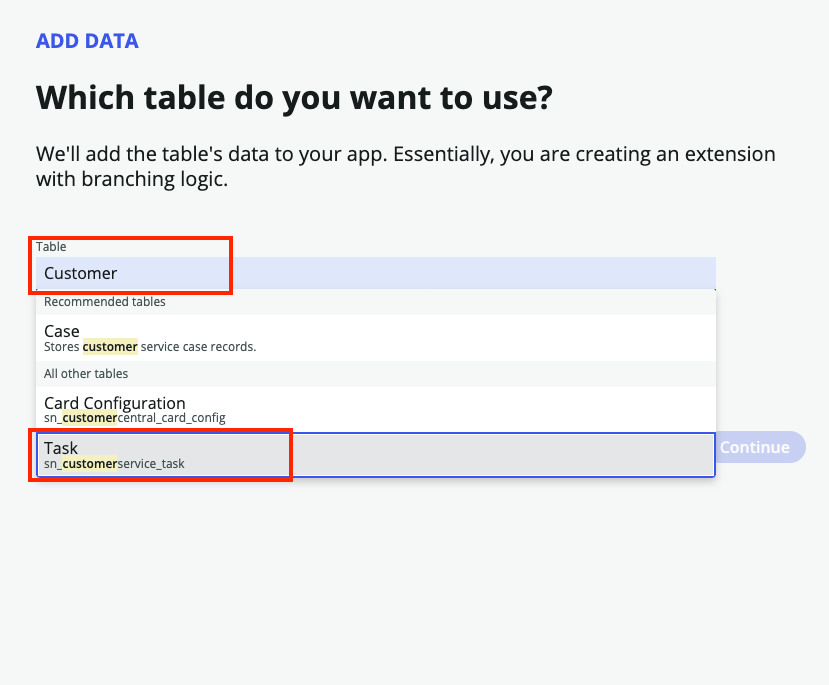 ADD DATA
Which table do you want to use?
We'll add the table's data to your app. Essentially, you are creating an extension
with branching logic.
Table
Customer
Recommended tables
Case
Stores customer service case records.
All other tables
Card Configuration
sn_customercentral_card_config
Task
sn_customerservice_task
Continue